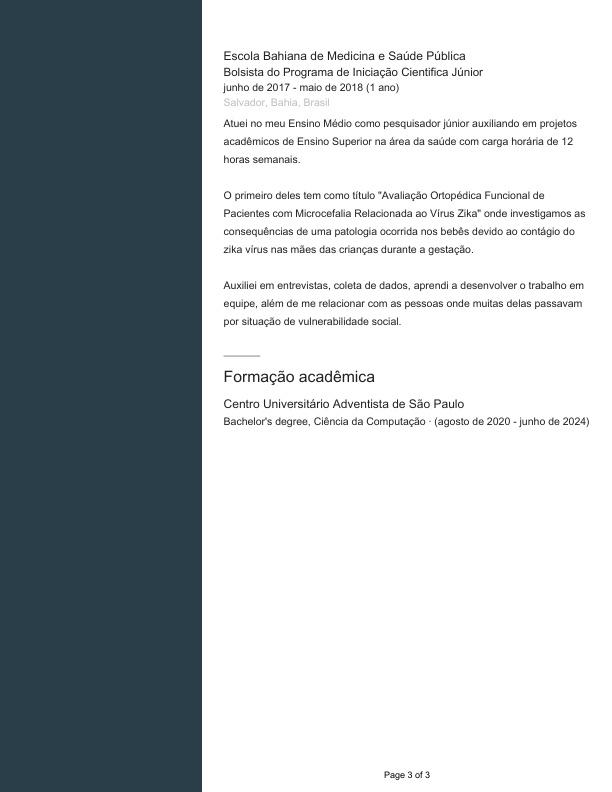 Escola Bahiana de Medicina e Saúde Pública
Bolsista do Programa de Iniciação Cientifica Júnior
junho de 2017 - maio de 2018 (1 ano)
Salvador, Bahia, Brasil
Atuei no meu Ensino Médio como pesquisador júnior auxiliando em projetos
acadêmicos de Ensino Superior na área da saúde com carga horária de 12
horas semanais.
O primeiro deles tem como título "Avaliação Ortopédica Funcional de
Pacientes com Microcefalia Relacionada ao Vírus Zika" onde investigamos as
consequências de uma patologia ocorrida nos bebês devido ao contágio do
zika vírus nas mães das crianças durante a gestação.
Auxiliei em entrevistas, coleta de dados, aprendi a desenvolver o trabalho em
equipe, além de me relacionar com as pessoas onde muitas delas passavam
por situação de vulnerabilidade social.
Formação acadêmica
Centro Universitário Adventista de São Paulo
Bachelor's degree, Ciência da Computação · (agosto de 2020 - junho de 2024)
Page 3 of 3